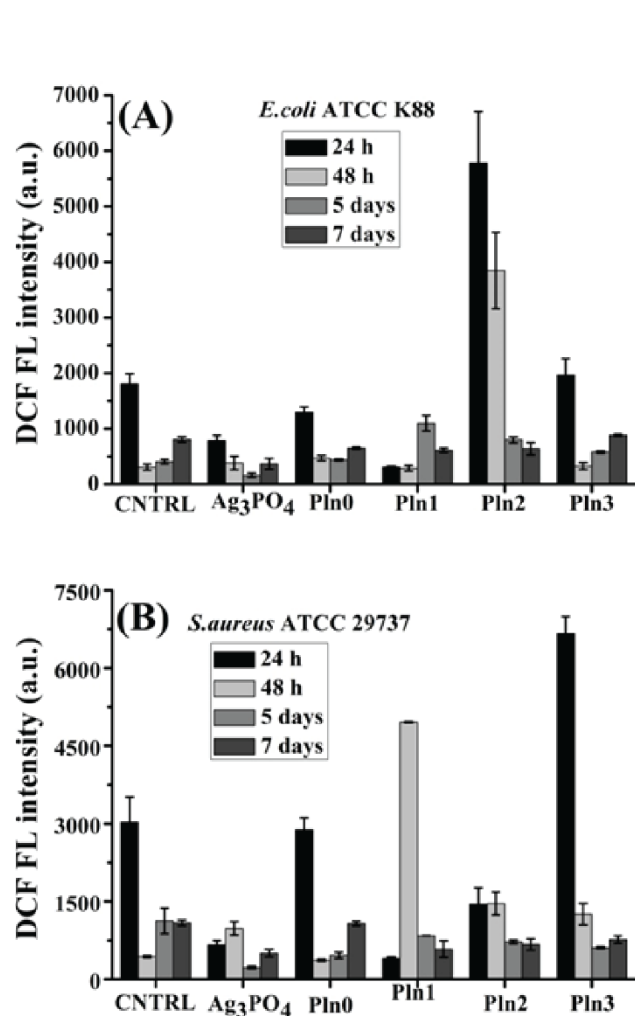 (A)
E.coli ATCC K88
24 h
48 h
5 days
7 days
DCF FL intensity (a.u.)
7000
6000
5000
4000
3000
2000
1000
0
CNTRL Ag3PO4 Pln0 Pln1 Pln2 Pln3
(B)
S.aureus ATCC 29737
24 h
48 h
5 days
7 days
DCF FL intensity (a.u.)
7500
6000
4500
3000
1500
0
CNTRL Ag3PO4 Pln0 Pln1 Pln2 Pln3